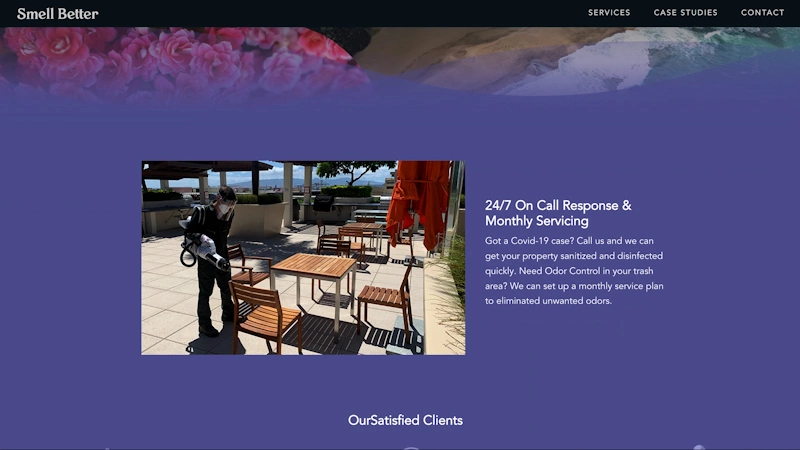 Smell Better
SERVICES CASE STUDIES CONTACT
24/7 On Call Response &
Monthly Servicing
Got a Covid-19 case? Call us and we can
get your property sanitized and disinfected
quickly. Need Odor Control in your trash
area? We can set up a monthly service plan
to eliminated unwanted odors.
OurSatisfied Clients